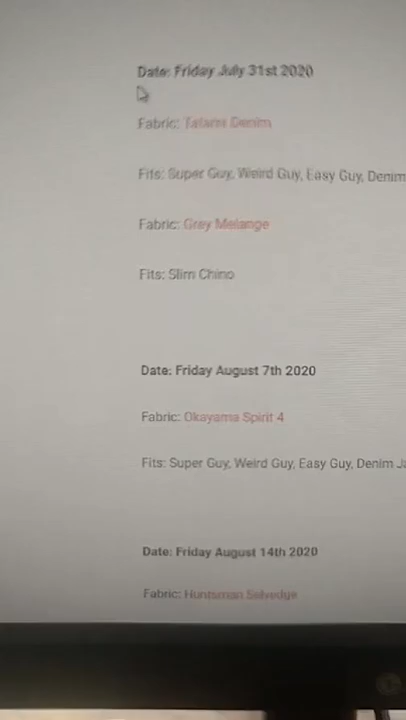 Date: Friday July 31st 2020
Fabric: Denim
Fits: Super Guy, Weird Guy, Easy Guy, Denim
Fabric: Grey Melange
Fits: Slim Chino
Date: Friday August 7th 2020
Fabric: Okayama Spirit 4
Fits: Super Guy, Weird Guy, Easy Guy, Denim
Date: Friday August 14th 2020
Fabric: Huntsman Selvedge